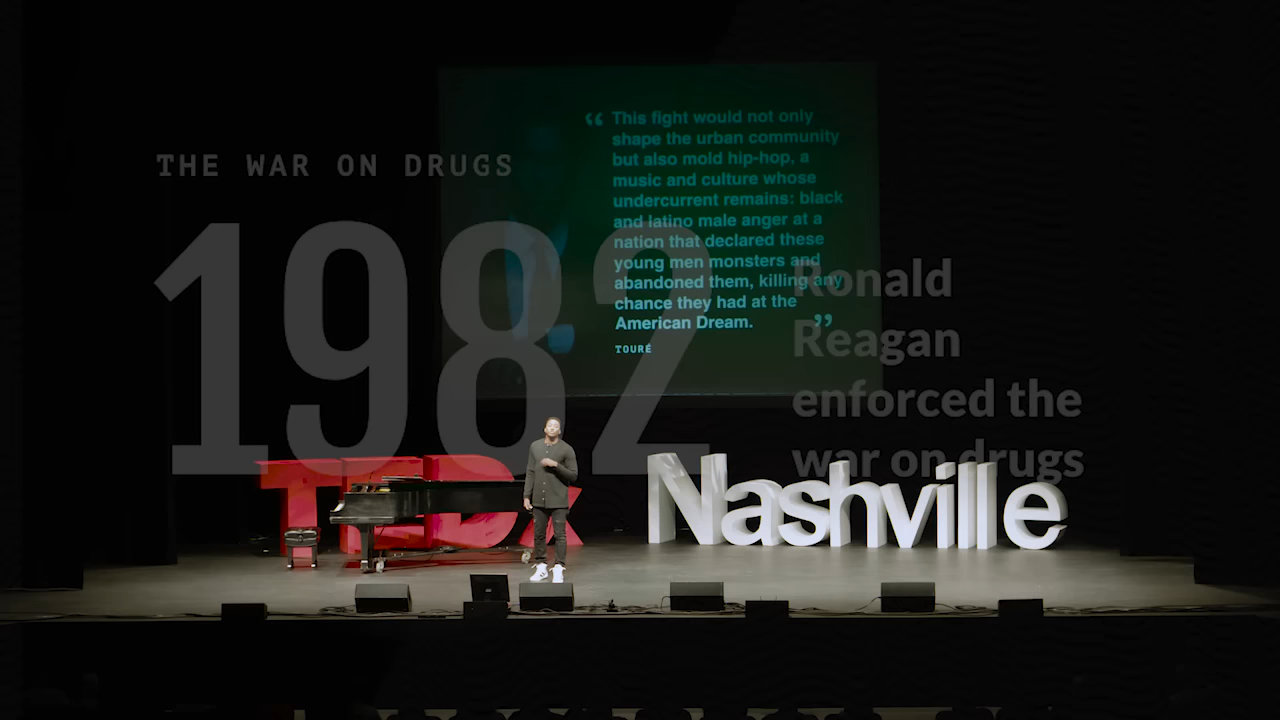 “ This fight would not only
shape the urban community
but also mold hip-hop, a
music and culture whose
undercurrent remains: black
and latino male anger at a
nation that declared these
young men monsters and
abandoned them, killing any
chance they had at the
American Dream. ”
TOURÉ
THE WAR ON DRUGS
1982
Ronald
Reagan
enforced the
war on drugs
TEDx Nashville